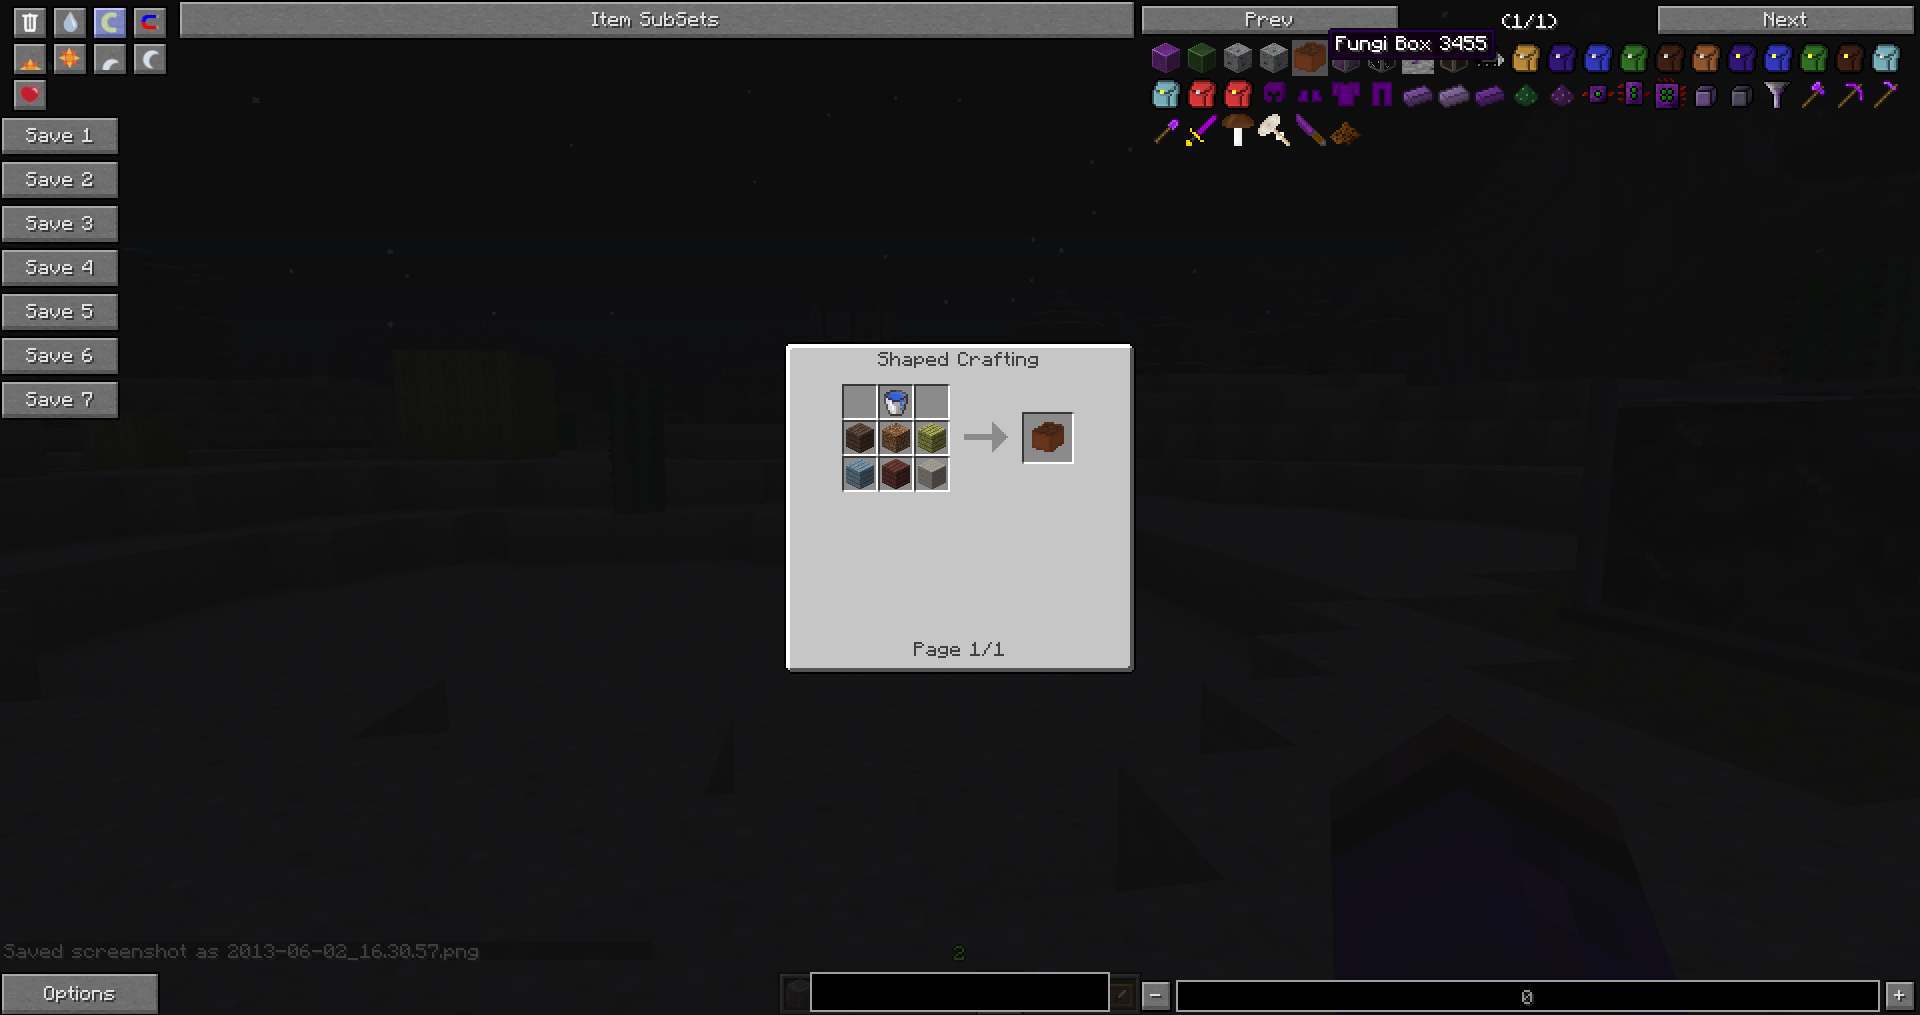 Item SubSets
Prev
(1/1)
Next
Fungi Box 3455
Save 1
Save 2
Save 3
Save 4
Save 5
Save 6
Save 7
Shaped Crafting
Page 1/1
Saved screenshot as 2013-06-02_16.30.57.png
2
Options
-
0
+